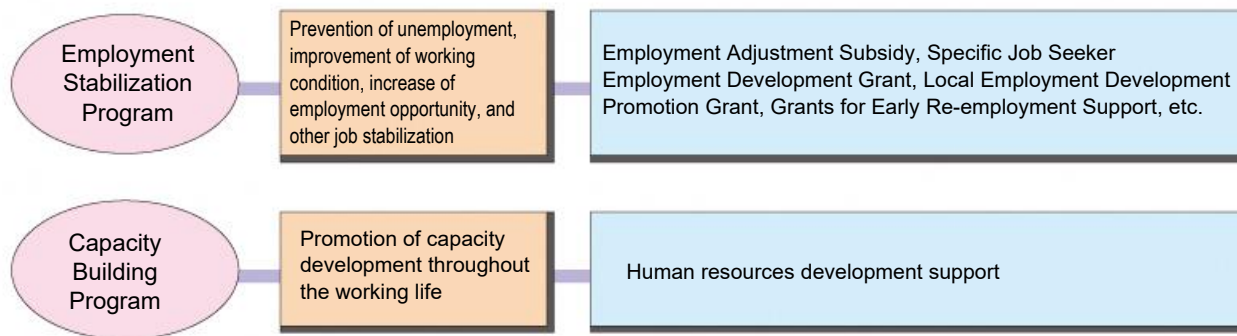 Employment
Stabilization
Program
Prevention of unemployment,
improvement of working
condition, increase of
employment opportunity, and
other job stabilization
Employment Adjustment Subsidy, Specific Job Seeker
Employment Development Grant, Local Employment Development
Promotion Grant, Grants for Early Re-employment Support, etc.
Capacity
Building
Program
Promotion of capacity
development throughout
the working life
Human resources development support